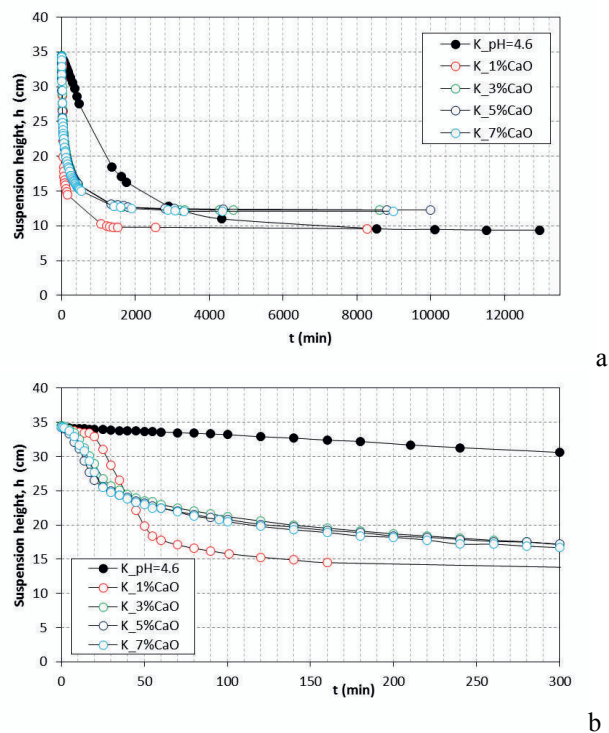 40
35
30
25
20
15
10
5
0
Suspension height, h (cm)
K_pH=4.6
K_1%CaO
K_3%CaO
K_5%CaO
K_7%CaO
0 2000 4000 6000 8000 10000 12000
t (min)
a
40
35
30
25
20
15
10
5
0
Suspension height, h (cm)
K_pH=4.6
K_1%CaO
K_3%CaO
K_5%CaO
K_7%CaO
0 50 100 150 200 250 300
t (min)
b